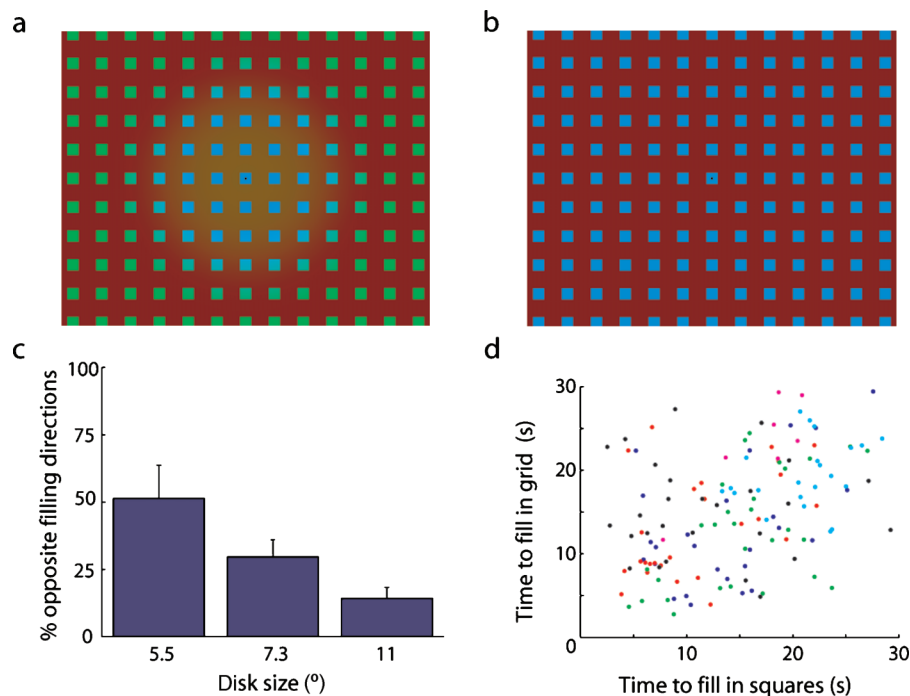 a
b
c
100
75
50
25
0
% opposite filling directions
5.5 7.3 11
Disk size (º)
d
30
20
10
0
Time to fill in grid (s)
10 20 30
Time to fill in squares (s)